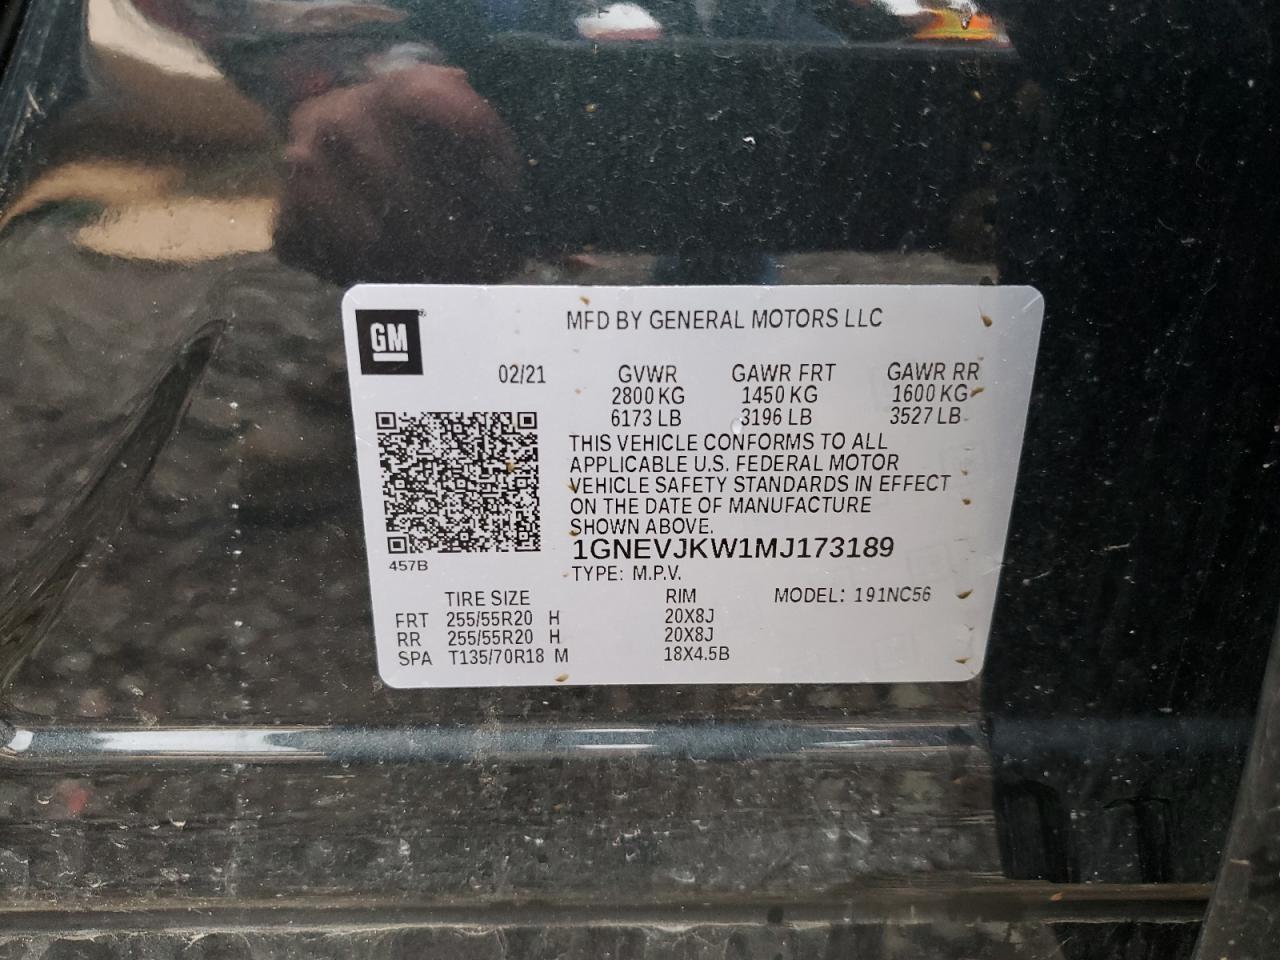 GM
MFD BY GENERAL MOTORS LLC
02/21 GVWR GAWR FRT GAWR RR
2800 KG 1450 KG 1600 KG
6173 LB 3196 LB 3527 LB
THIS VEHICLE CONFORMS TO ALL
APPLICABLE U.S. FEDERAL MOTOR
VEHICLE SAFETY STANDARDS IN EFFECT
ON THE DATE OF MANUFACTURE
SHOWN ABOVE.
1GNEVJKW1MJ173189
457B
TYPE: M.P.V.
TIRE SIZE RIM MODEL: 191NC56
FRT 255/55R20 H 20X8J
RR 255/55R20 H 20X8J
SPA T135/70R18 M 18X4.5B